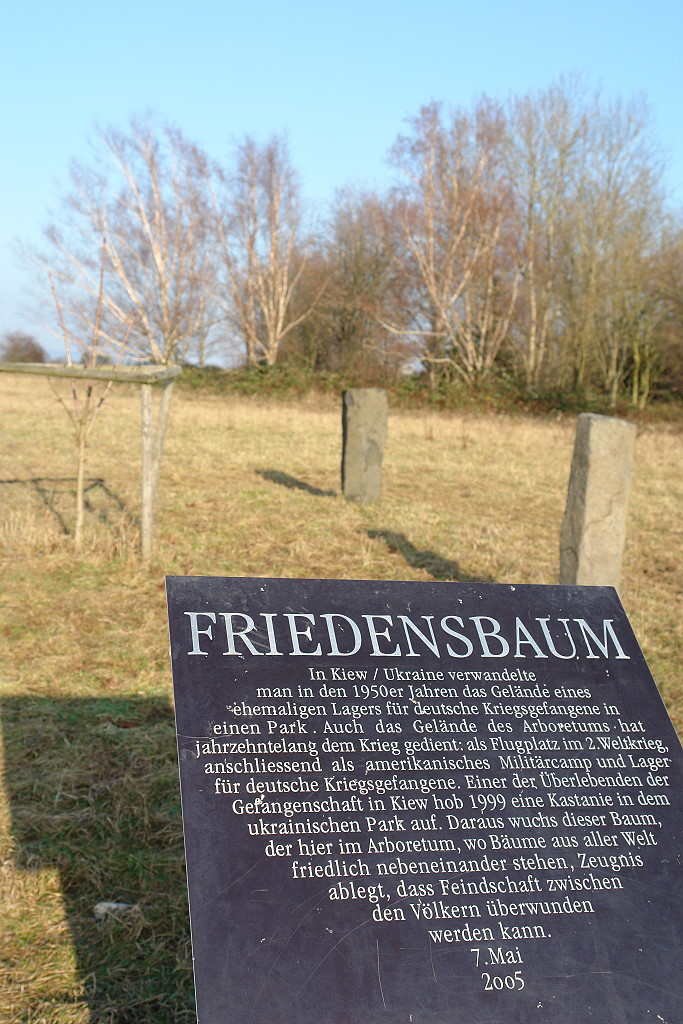 FRIEDENSBAUM
In Kiew / Ukraine verwandelte
man in den 1950er Jahren das Gelände eines
ehemaligen Lagers für deutsche Kriegsgefangene in
einen Park . Auch das Gelände des Arboretums hat
jahrzehntelang dem Krieg gedient: als Flugplatz im 2.Weltkrieg,
anschliessend als amerikanisches Militärcamp und Lager
für deutsche Kriegsgefangene. Einer der Überlebenden der
Gefangenschaft in Kiew hob 1999 eine Kastanie in dem
ukrainischen Park auf. Daraus wuchs dieser Baum,
der hier im Arboretum, wo Bäume aus aller Welt
friedlich nebeneinander stehen, Zeugnis
ablegt, dass Feindschaft zwischen
den Völkern überwunden
werden kann.
7.Mai
2005